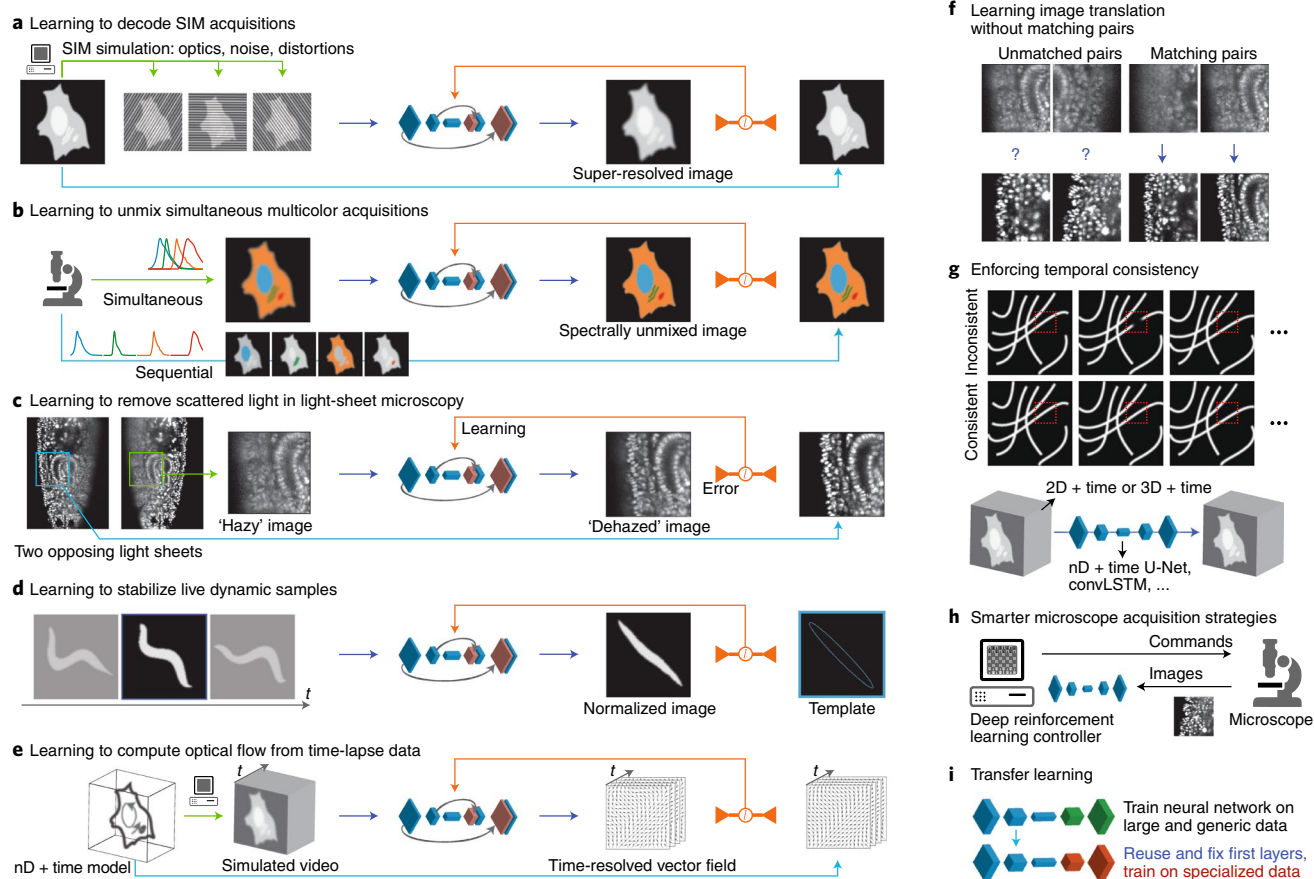 a Learning to decode SIM acquisitions
SIM simulation: optics, noise, distortions
Super-resolved image
l
b Learning to unmix simultaneous multicolor acquisitions
Simultaneous
Sequential
Spectrally unmixed image
l
c Learning to remove scattered light in light-sheet microscopy
Learning
Error
l
'Hazy' image
'Dehazed' image
Two opposing light sheets
d Learning to stabilize live dynamic samples
t
l
Normalized image
Template
e Learning to compute optical flow from time-lapse data
t
t
t
l
nD + time model
Simulated video
Time-resolved vector field
f Learning image translation
without matching pairs
Unmatched pairs
Matching pairs
?
?
g Enforcing temporal consistency
Inconsistent
...
Consistent
...
2D + time or 3D + time
nD + time U-Net,
convLSTM, ...
h Smarter microscope acquisition strategies
Commands
Images
Deep reinforcement
learning controller
Microscope
i Transfer learning
Train neural network on
large and generic data
Reuse and fix first layers,
train on specialized data